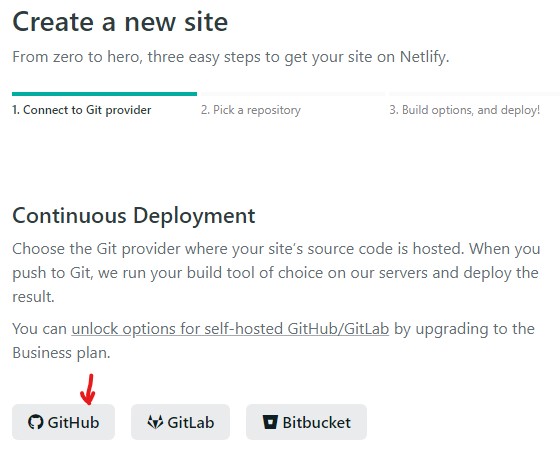 Create a new site
From zero to hero, three easy steps to get your site on Netlify.
1. Connect to Git provider
2. Pick a repository
3. Build options, and deploy!
Continuous Deployment
Choose the Git provider where your site's source code is hosted. When you
push to Git, we run your build tool of choice on our servers and deploy the
result.
You can unlock options for self-hosted GitHub/GitLab by upgrading to the
Business plan.
GitHub
GitLab
Bitbucket